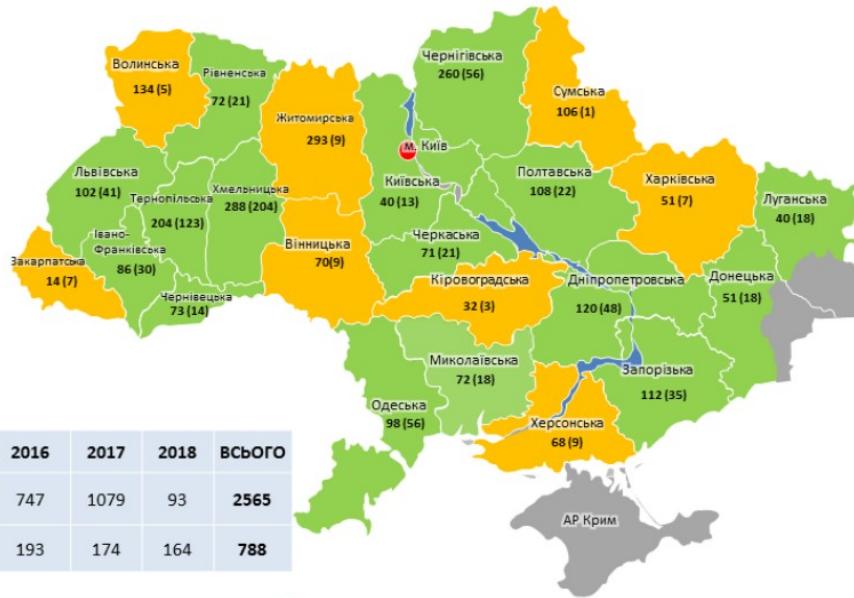 Волинська
134 (5)
Рівненська
72 (21)
Житомирська
293 (9)
Чернігівська
260 (56)
Сумська
106 (1)
м. Київ
Київська
40 (13)
Львівська
102 (41)
Тернопільська
204 (123)
Хмельницька
288 (204)
Полтавська
108 (22)
Харківська
51 (7)
Луганська
40 (18)
Закарпатська
14 (7)
Івано-
Франківська
86 (30)
Чернівецька
73 (14)
Вінницька
70(9)
Черкаська
71 (21)
Кіровоградська
32 (3)
Дніпропетровська
120 (48)
Донецька
51 (18)
Миколаївська
72 (18)
Запорізька
112 (35)
Одеська
98 (56)
Херсонська
68 (9)
АР Крим
2016 2017 2018 ВСЬОГО
747 1079 93 2565
193 174 164 788